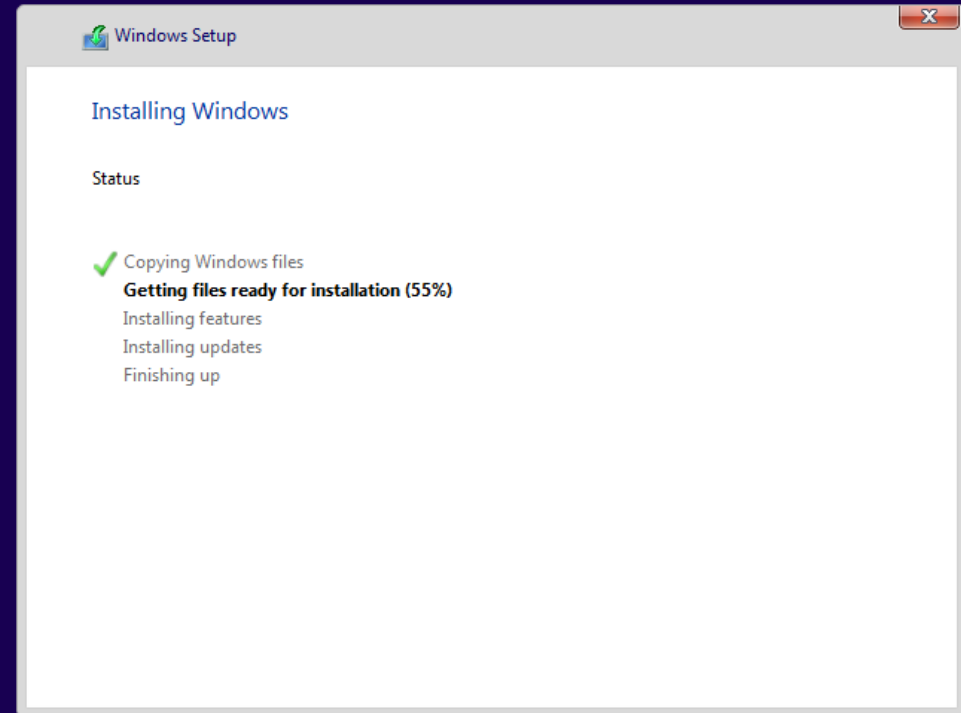 Windows Setup
Installing Windows
Status
Copying Windows files
Getting files ready for installation (55%)
Installing features
Installing updates
Finishing up